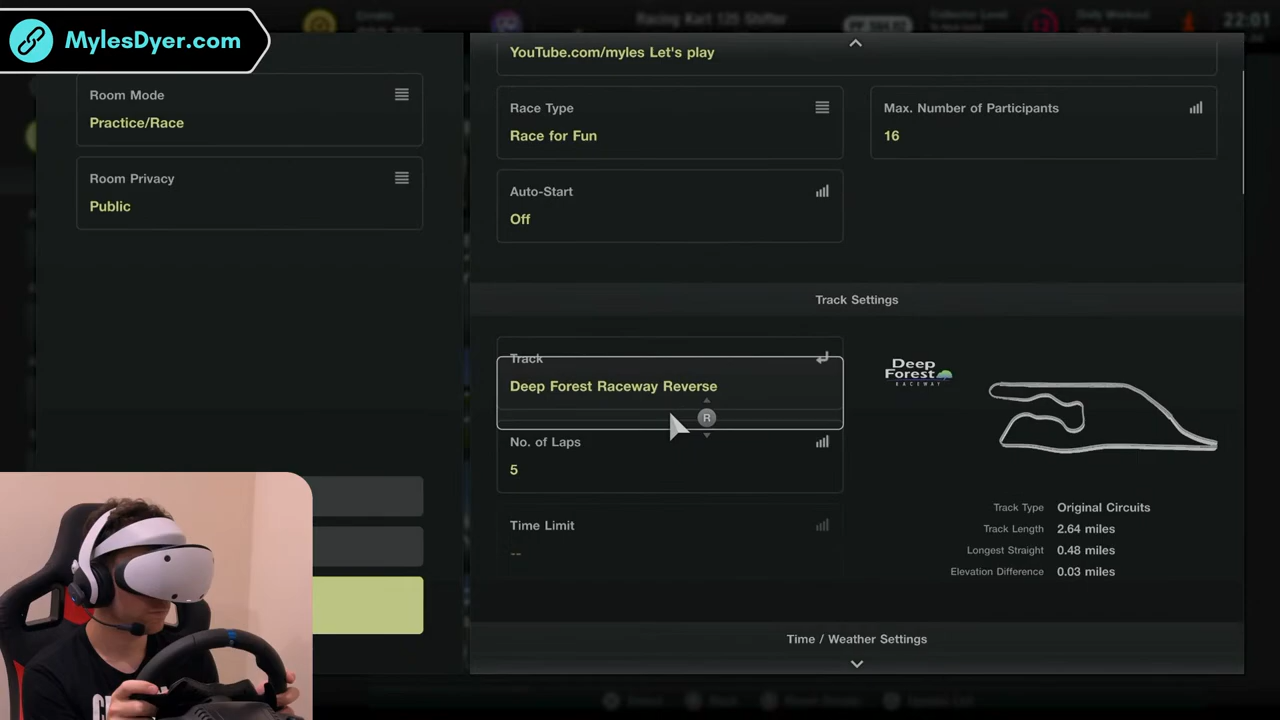 MylesDyer.com
Racing Kart 125 Shifter
22:01
Room Mode
Practice/Race
Room Privacy
Public
YouTube.com/myles Let's play
Race Type
Race for Fun
Max. Number of Participants
16
Auto-Start
Off
Track Settings
Track
Deep Forest Raceway Reverse
R
No. of Laps
5
Time Limit
--
Deep
Forest
RACEWAY
Track Type Original Circuits
Track Length 2.64 miles
Longest Straight 0.48 miles
Elevation Difference 0.03 miles
Time / Weather Settings